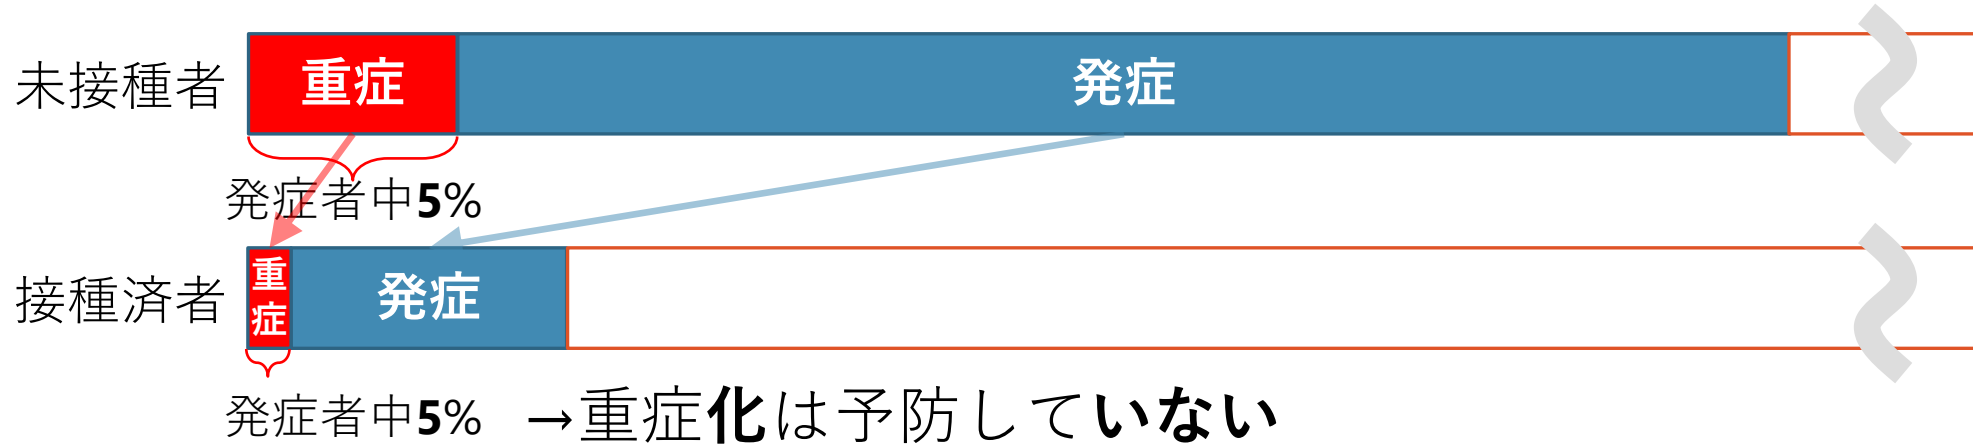 未接種者
重症
発症
発症者中5%
接種済者
重症
発症
発症者中5%
→重症化は予防していない